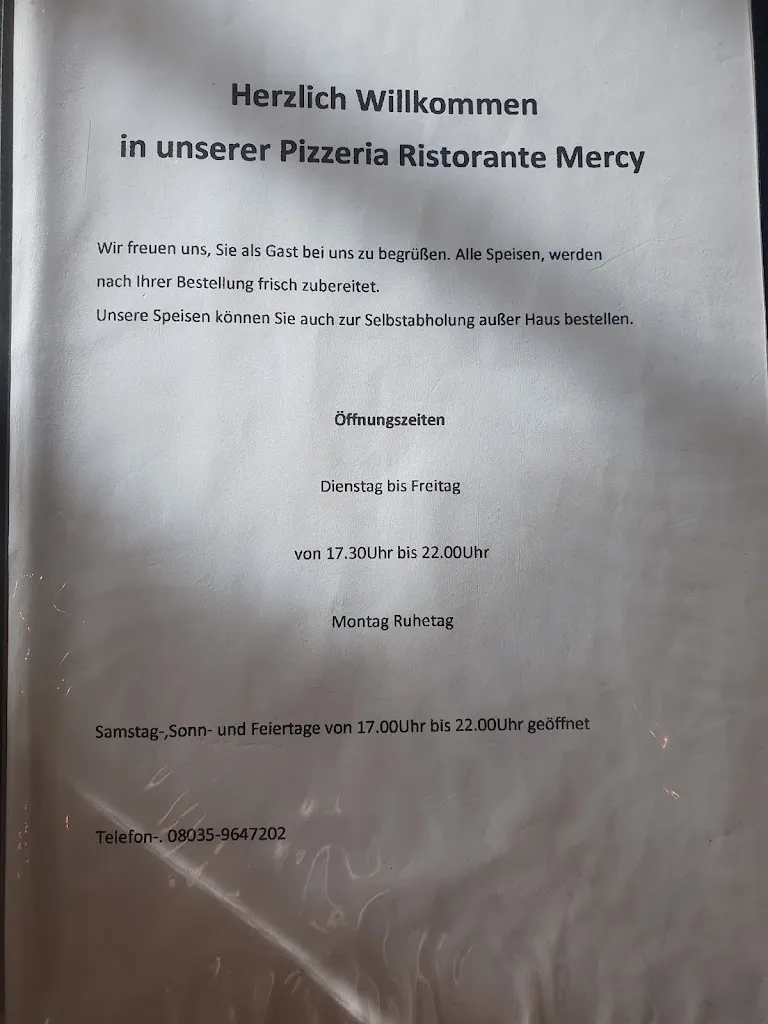 Herzlich Willkommen
in unserer Pizzeria Ristorante Mercy
Wir freuen uns, Sie als Gast bei uns zu begrüßen. Alle Speisen, werden
nach Ihrer Bestellung frisch zubereitet.
Unsere Speisen können Sie auch zur Selbstabholung außer Haus bestellen.
Öffnungszeiten
Dienstag bis Freitag
von 17.30Uhr bis 22.00Uhr
Montag Ruhetag
Samstag-,Sonn- und Feiertage von 17.00Uhr bis 22.00Uhr geöffnet
Telefon-. 08035-9647202